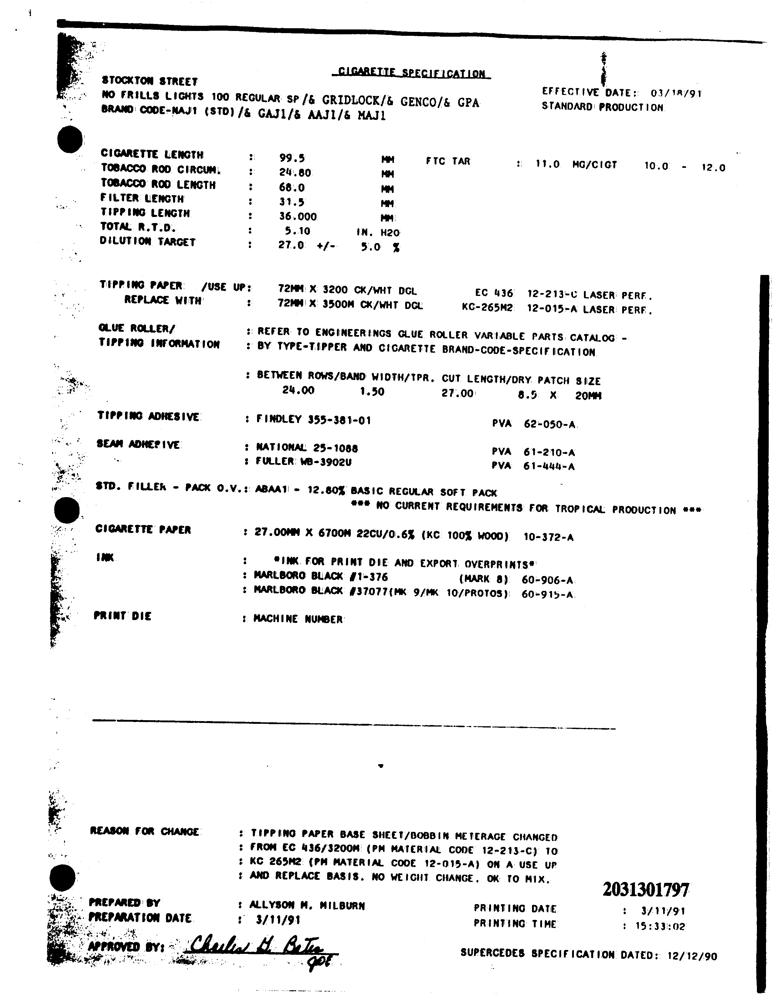 CIGARETTE SPECIFICATION
STOCKTON STREET
EFFECTIVE DATE: 03/18/91
NO FRILLS LIGHTS 100 REGULAR SP/& GRIDLOCK/& GENCO/& GPA
STANDARD PRODUCTION
BRAND CODE-NAJ1 (STD)/& GAJ1/& AAJ1/& MAJ1
CIGARETTE LENGTH : 99.5 MM FTC TAR : 11.0 MG/CIGT 10.0 - 12.0
TOBACCO ROD CIRCUM. : 24.80 MM
TOBACCO ROD LENGTH : 68.0 MM
FILTER LENGTH : 31.5 MM
TIPPING LENGTH : 36.000 MM
TOTAL R.T.D. : 5.10 IN. H2O
DILUTION TARGET : 27.0 +/- 5.0 %
TIPPING PAPER /USE UP: 72MM X 3200 CK/WHT DGL EC 436 12-213-C LASER PERF.
REPLACE WITH : 72MM X 3500M CK/WHT DGL KC-265M2 12-015-A LASER PERF.
GLUE ROLLER/ : REFER TO ENGINEERINGS GLUE ROLLER VARIABLE PARTS CATALOG -
TIPPING INFORMATION : BY TYPE-TIPPER AND CIGARETTE BRAND-CODE-SPECIFICATION
: BETWEEN ROWS/BAND WIDTH/TPR. CUT LENGTH/DRY PATCH SIZE
24.00 1.50 27.00 8.5 X 20MM
TIPPING ADHESIVE : FINDLEY 355-381-01 PVA 62-050-A
SEAM ADHESIVE : NATIONAL 25-1088 PVA 61-210-A
: FULLER WB-3902U PVA 61-444-A
STD. FILLER - PACK O.V.: ABAA1 - 12.80% BASIC REGULAR SOFT PACK
*** NO CURRENT REQUIREMENTS FOR TROPICAL PRODUCTION ***
CIGARETTE PAPER : 27.00MM X 6700M 22CU/0.6% (KC 100% WOOD) 10-372-A
INK : *INK FOR PRINT DIE AND EXPORT OVERPRINTS*
: MARLBORO BLACK #1-376 (MARK 8) 60-906-A
: MARLBORO BLACK #37077(MK 9/MK 10/PROTOS) 60-915-A
PRINT DIE : MACHINE NUMBER
REASON FOR CHANGE : TIPPING PAPER BASE SHEET/BOBBIN METERAGE CHANGED
: FROM EC 436/3200M (PM MATERIAL CODE 12-213-C) TO
: KC 265M2 (PM MATERIAL CODE 12-015-A) ON A USE UP
: AND REPLACE BASIS. NO WEIGHT CHANGE. OK TO MIX.
2031301797
PREPARED BY : ALLYSON M. MILBURN PRINTING DATE : 3/11/91
PREPARATION DATE : 3/11/91 PRINTING TIME : 15:33:02
APPROVED BY: Charles H. Bates
SUPERCEDES SPECIFICATION DATED: 12/12/90